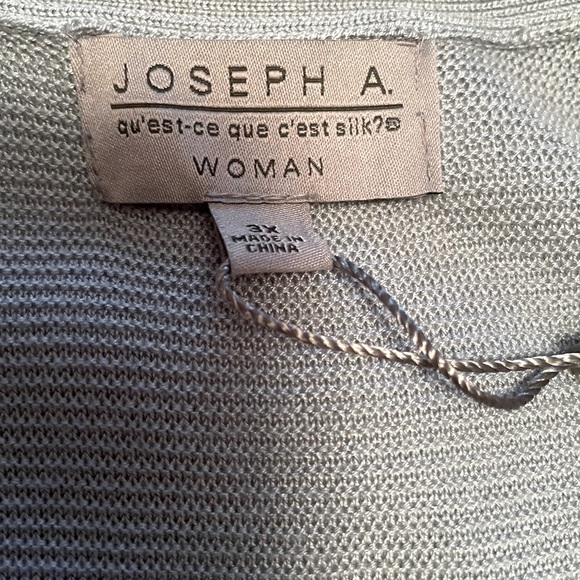 JOSEPH A.
qu'est-ce que c'est silk?®
WOMAN
3X
MADE IN
CHINA